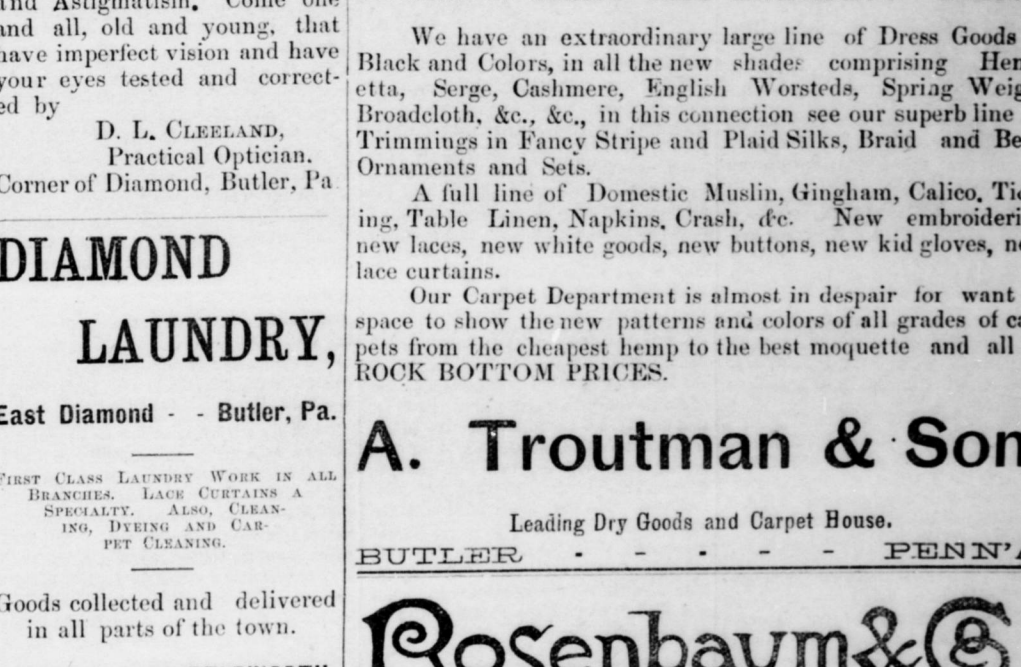 and Astigmatism. Come one
and all, old and young, that
have imperfect vision and have
your eyes tested and correct-
ed by
D. L. CLEELAND,
Practical Optician.
Corner of Diamond, Butler, Pa
DIAMOND
LAUNDRY,
East Diamond - - Butler, Pa.
FIRST CLASS LAUNDRY WORK IN ALL
BRANCHES. LACE CURTAINS A
SPECIALTY. ALSO, CLEAN-
ING, DYEING AND CAR-
PET CLEANING.
Goods collected and delivered
in all parts of the town.
We have an extraordinary large line of Dress Goods
Black and Colors, in all the new shades comprising Hen
etta, Serge, Cashmere, English Worsteds, Spring Weig
Broadcloth, &c., &c., in this connection see our superb line
Trimmings in Fancy Stripe and Plaid Silks, Braid and Be
Ornaments and Sets.
A full line of Domestic Muslin, Gingham, Calico, Tic
ing, Table Linen, Napkins, Crash, &c. New embroideri
new laces, new white goods, new buttons, new kid gloves, ne
lace curtains.
Our Carpet Department is almost in despair for want
space to show the new patterns and colors of all grades of ca
pets from the cheapest hemp to the best moquette and all
ROCK BOTTOM PRICES.
A. Troutman & Son
Leading Dry Goods and Carpet House.
BUTLER, - - - - - PENN'A
Rosenbaum & Co